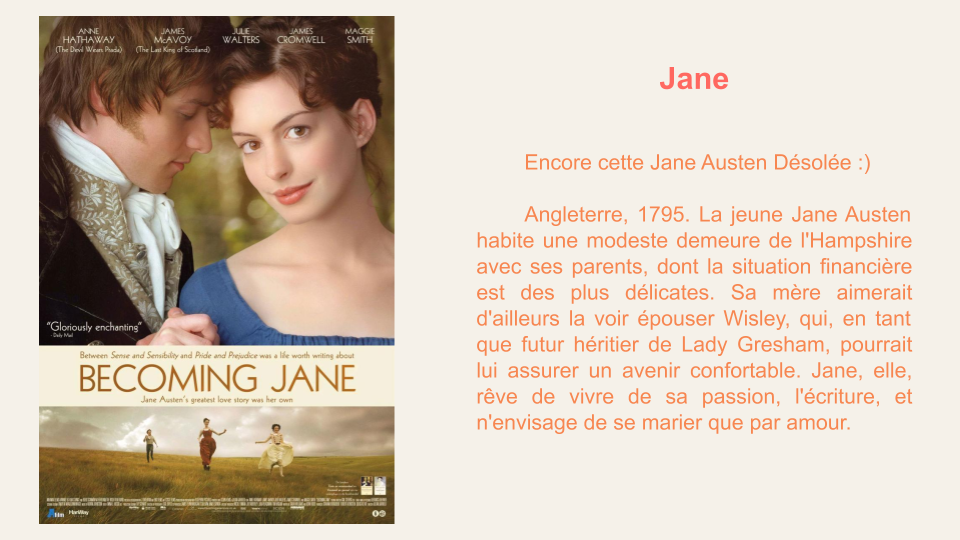 ANNE HATHAWAY
(The Devil Wears Prada)
JAMES McAVOY
(The Last King of Scotland)
JULIE WALTERS
JAMES CROMWELL
MAGGIE SMITH
"Gloriously enchanting"
- Daily Mail
Between Sense and Sensibility and Pride and Prejudice was a life worth writing about
BECOMING JANE
Jane Austen's greatest love story was her own
film
HanWay
Jane
Encore cette Jane Austen Désolée :)
Angleterre, 1795. La jeune Jane Austen
habite une modeste demeure de l'Hampshire
avec ses parents, dont la situation financière
est des plus délicates. Sa mère aimerait
d'ailleurs la voir épouser Wisley, qui, en tant
que futur héritier de Lady Gresham, pourrait
lui assurer un avenir confortable. Jane, elle,
rêve de vivre de sa passion, l'écriture, et
n'envisage de se marier que par amour.